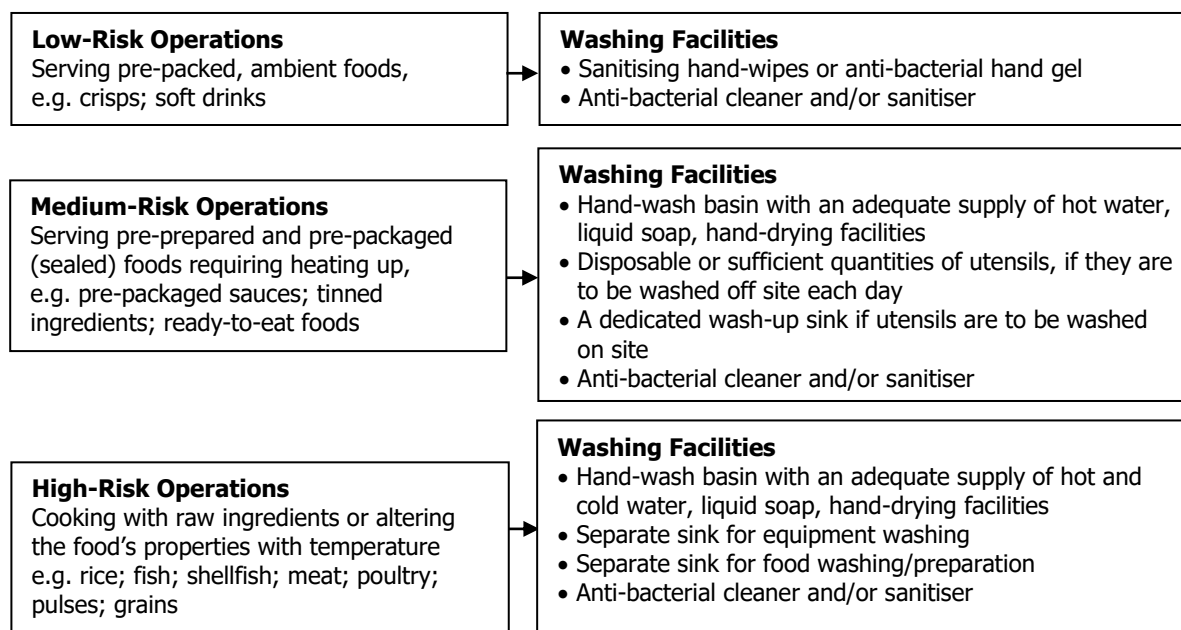 Low-Risk Operations
Serving pre-packed, ambient foods,
e.g. crisps; soft drinks
Washing Facilities
• Sanitising hand-wipes or anti-bacterial hand gel
• Anti-bacterial cleaner and/or sanitiser
Medium-Risk Operations
Serving pre-prepared and pre-packaged
(sealed) foods requiring heating up,
e.g. pre-packaged sauces; tinned
ingredients; ready-to-eat foods
Washing Facilities
• Hand-wash basin with an adequate supply of hot water,
liquid soap, hand-drying facilities
• Disposable or sufficient quantities of utensils, if they are
to be washed off site each day
• A dedicated wash-up sink if utensils are to be washed
on site
• Anti-bacterial cleaner and/or sanitiser
High-Risk Operations
Cooking with raw ingredients or altering
the food's properties with temperature
e.g. rice; fish; shellfish; meat; poultry;
pulses; grains
Washing Facilities
• Hand-wash basin with an adequate supply of hot and
cold water, liquid soap, hand-drying facilities
• Separate sink for equipment washing
• Separate sink for food washing/preparation
• Anti-bacterial cleaner and/or sanitiser